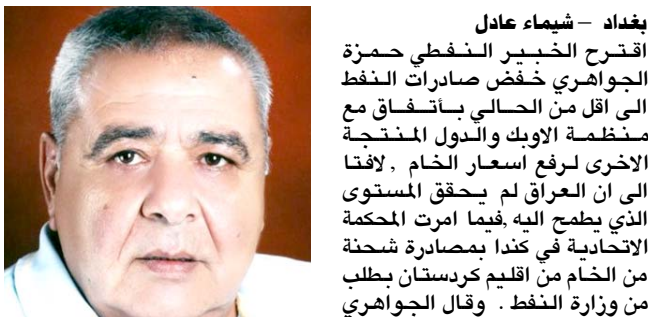 بغداد – شيماء عادل
اقترح الخبير النفطي حمزة
الجواهري خفض صادرات النفط
الى اقل من الحالي بأتفاق مع
منظمة الاوبك والدول المنتجة
الاخرى لرفع اسعار الخام , لافتا
الى ان العراق لم يحقق المستوى
الذي يطمح اليه ,فيما امرت المحكمة
الاتحادية في كندا بمصادرة شحنة
من الخام من اقليم كردستان بطلب
من وزارة النفط . وقال الجواهري